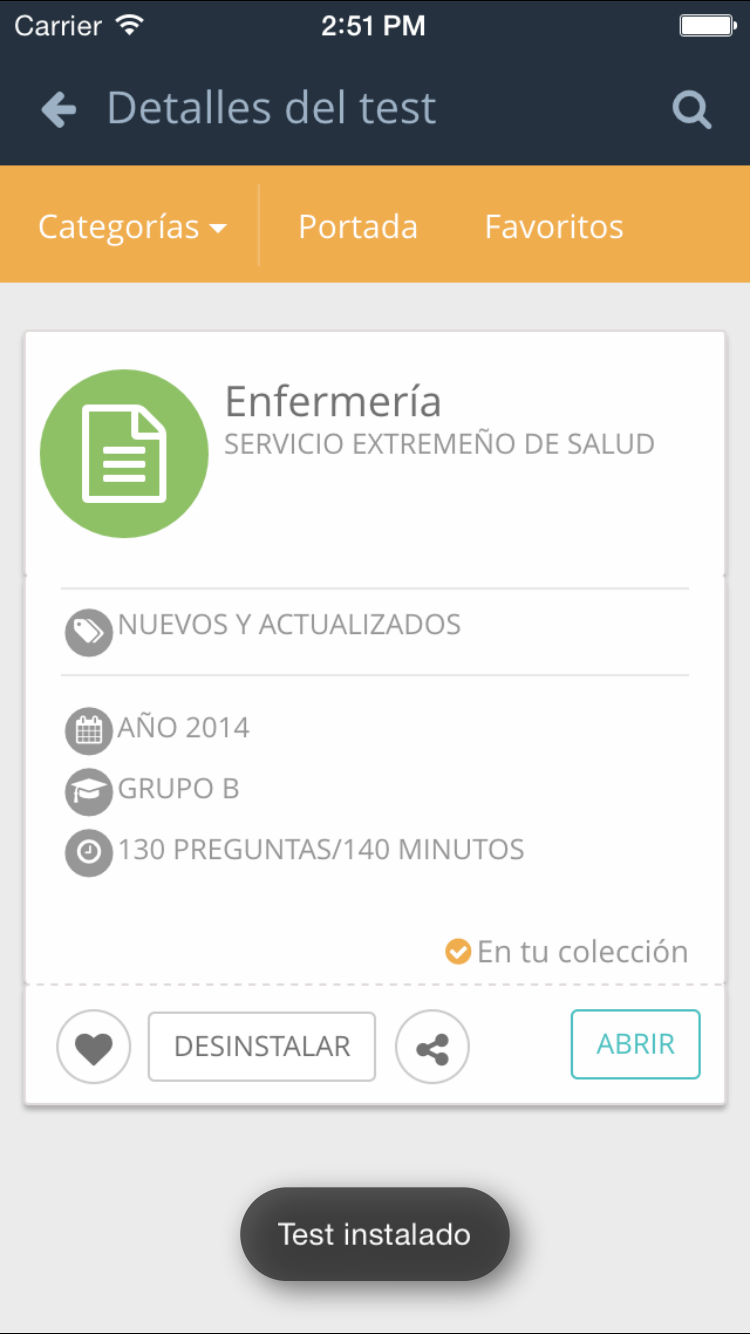 Carrier 2:51 PM
Detalles del test
Categorías Portada Favoritos
Enfermería
SERVICIO EXTREMEÑO DE SALUD
NUEVOS Y ACTUALIZADOS
AÑO 2014
GRUPO B
130 PREGUNTAS/140 MINUTOS
En tu colección
DESINSTALAR ABRIR
Test instalado